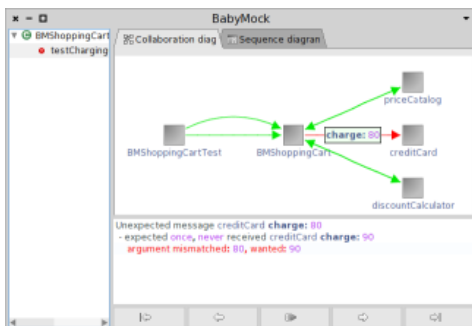 BabyMock
BMShoppingCart
testCharging
Collaboration diag
Sequence diagran
priceCatalog
charge: 80
BMShoppingCartTest
BMShoppingCart
creditCard
discountCalculator
Unexpected message creditCard charge: 80
- expected once, never received creditCard charge: 90
argument mismatched: 80, wanted: 90